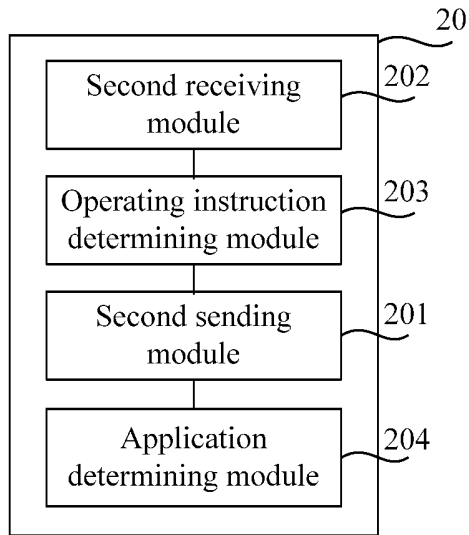 20
Second receiving
module
202
Operating instruction
determining module
203
Second sending
module
201
Application
determining module
204